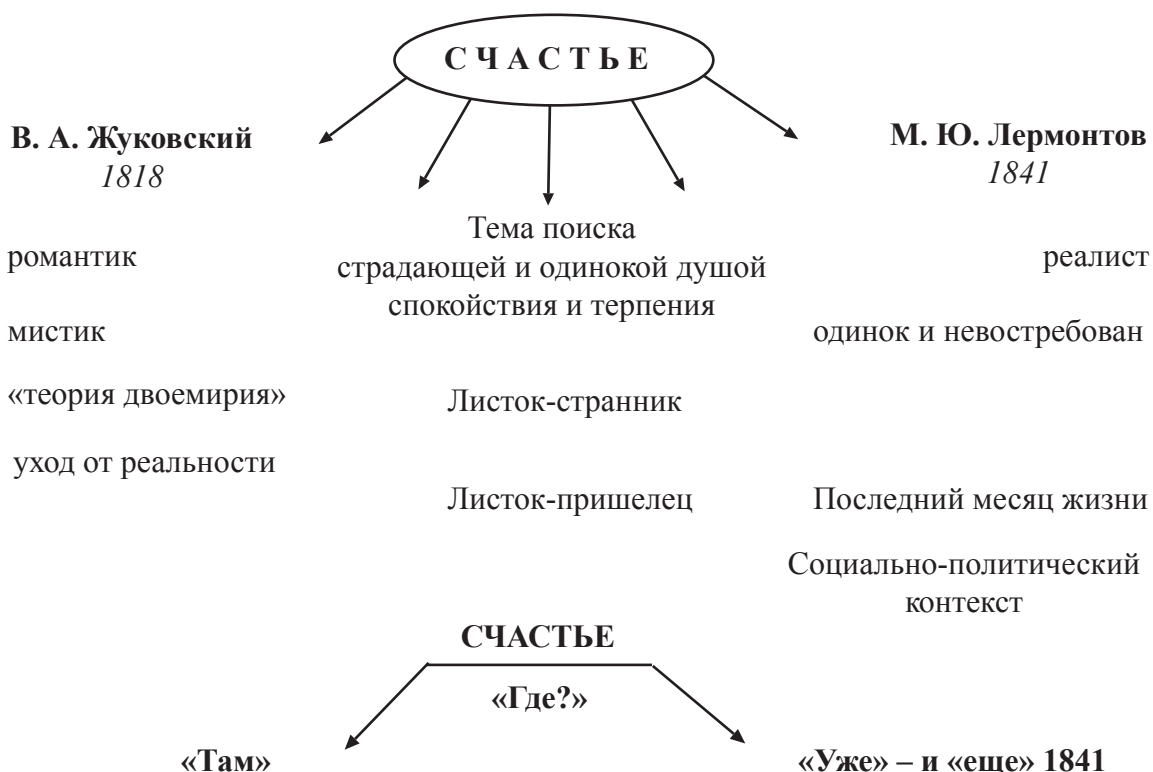 С Ч А С Т Ь Е
В. А. Жуковский
1818
М. Ю. Лермонтов
1841
Тема поиска
страдающей и одинокой душой
спокойствия и терпения
романтик
реалист
мистик
одинок и невостребован
«теория двоемирия»
Листок-странник
уход от реальности
Листок-пришелец
Последний месяц жизни
Социально-политический
контекст
СЧАСТЬЕ
«Где?»
«Там»
«Уже» – и «еще» 1841